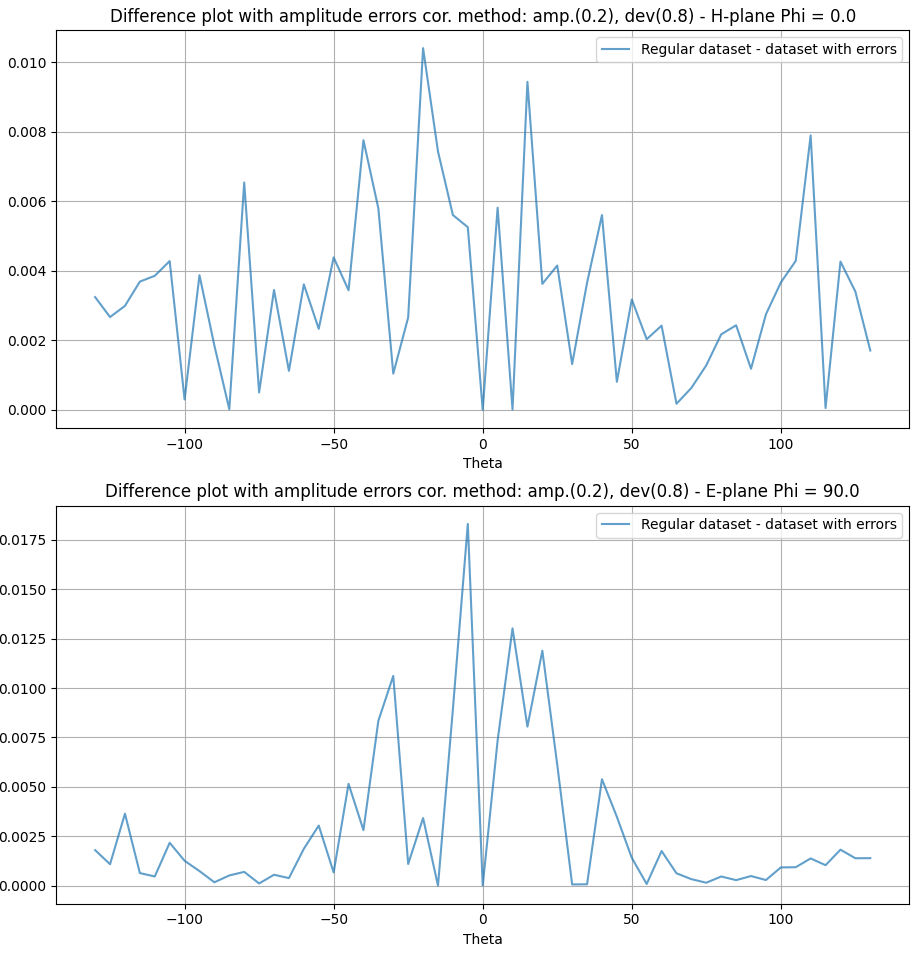 Difference plot with amplitude errors cor. method: amp.(0.2), dev(0.8) - H-plane Phi = 0.0
Regular dataset - dataset with errors
0.010
0.008
0.006
0.004
0.002
0.000
−100 −50 0 50 100
Theta
Difference plot with amplitude errors cor. method: amp.(0.2), dev(0.8) - E-plane Phi = 90.0
Regular dataset - dataset with errors
0.0175
0.0150
0.0125
0.0100
0.0075
0.0050
0.0025
0.0000
−100 −50 0 50 100
Theta